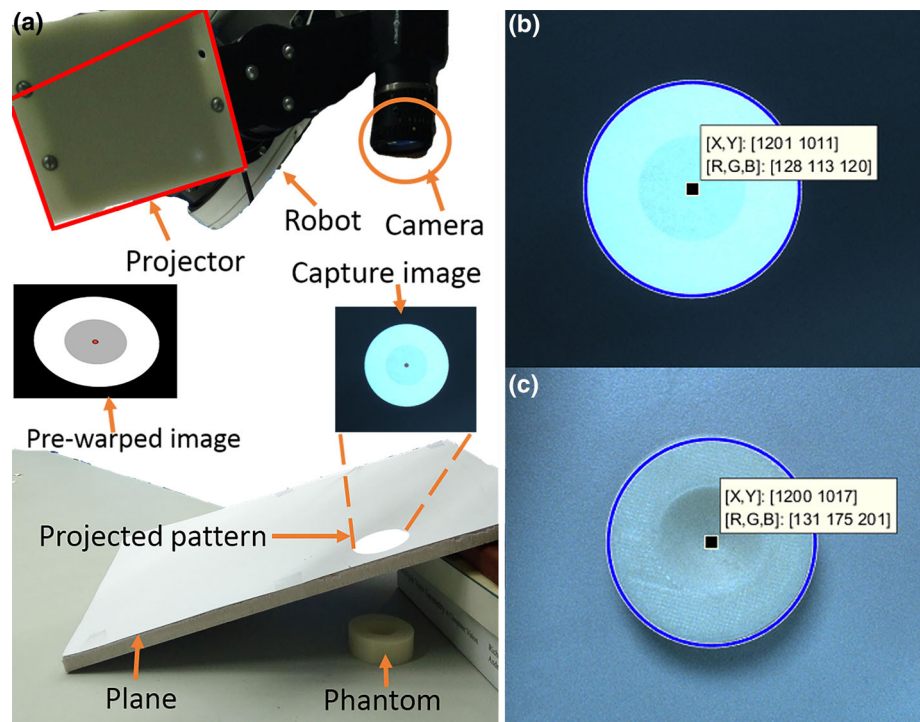 (a)
Robot
Camera
Projector
Capture image
Pre-warped image
Projected pattern
Plane
Phantom
(b)
[X,Y]: [1201 1011]
[R,G,B]: [128 113 120]
(c)
[X,Y]: [1200 1017]
[R,G,B]: [131 175 201]